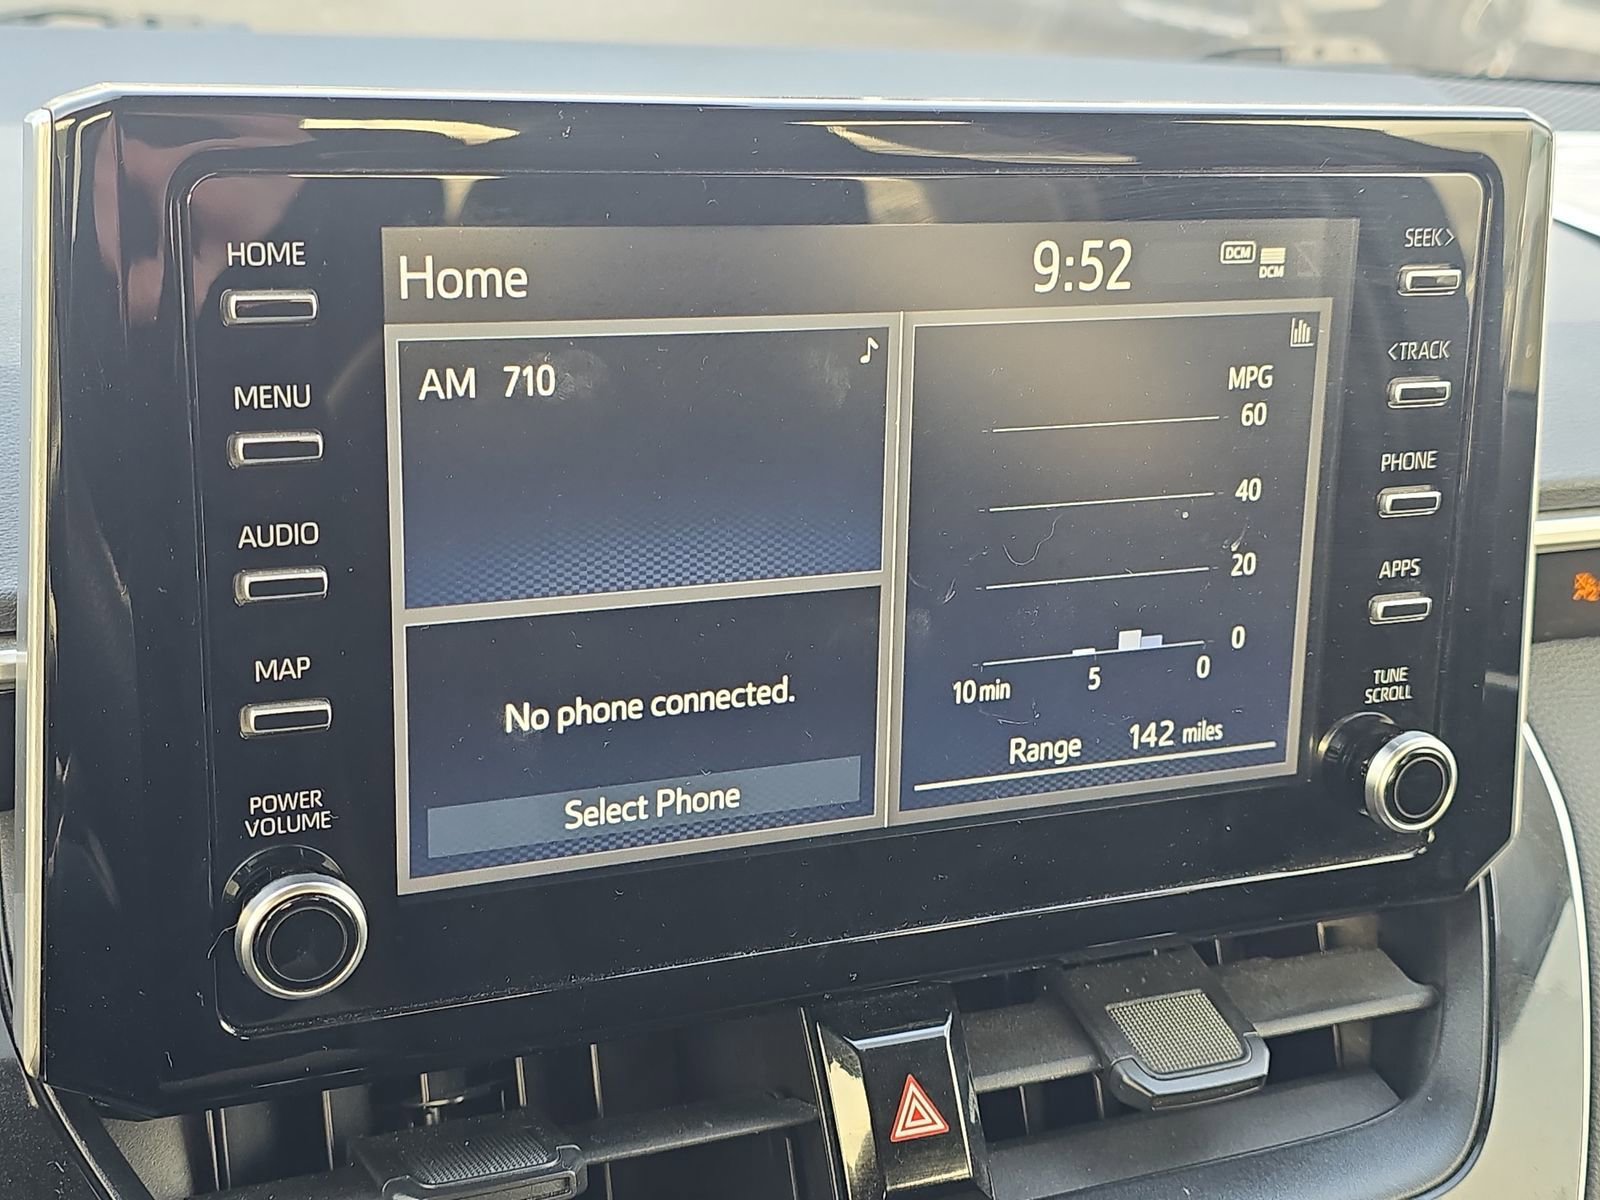 HOME
MENU
AUDIO
MAP
POWER
VOLUME
Home
9:52
DCM
DCM
AM 710
No phone connected.
Select Phone
MPG
60
40
20
0
10 min 5 0
Range 142 miles
SEEK>
<TRACK
PHONE
APPS
TUNE
SCROLL